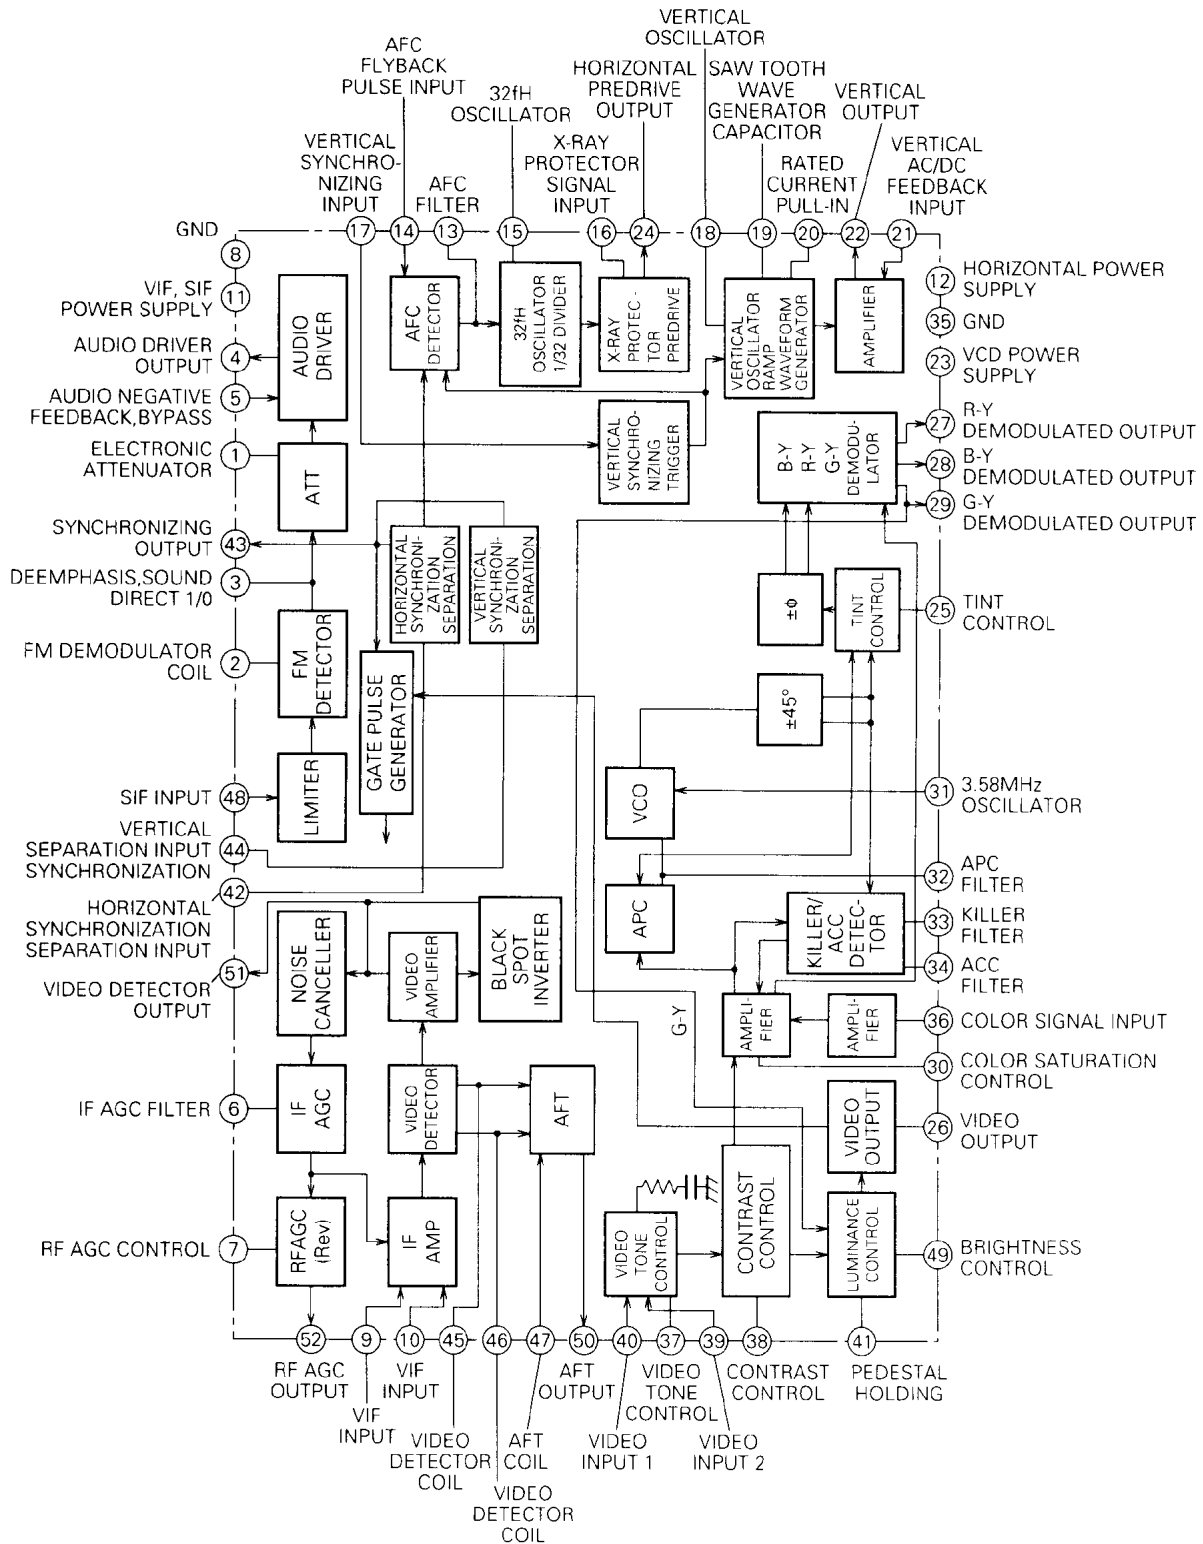 VERTICAL
OSCILLATOR
AFC
FLYBACK
PULSE INPUT
HORIZONTAL
PREDRIVE
OUTPUT
SAW TOOTH
WAVE
GENERATOR
CAPACITOR
VERTICAL
OUTPUT
32fH
OSCILLATOR
VERTICAL
SYNCHRO-
NIZING
INPUT
AFC
FILTER
X-RAY
PROTECTOR
SIGNAL
INPUT
RATED
CURRENT
PULL-IN
VERTICAL
AC/DC
FEEDBACK
INPUT
17
14
13
15
16
24
18
19
20
22
21
GND
8
VIF, SIF
POWER SUPPLY
11
AUDIO DRIVER
OUTPUT
4
AUDIO NEGATIVE
FEEDBACK,BYPASS
5
ELECTRONIC
ATTENUATOR
1
SYNCHRONIZING
OUTPUT
43
DEEMPHASIS,SOUND
DIRECT 1/0
3
FM DEMODULATOR
COIL
2
SIF INPUT
48
VERTICAL
SEPARATION INPUT
SYNCHRONIZATION
44
42
HORIZONTAL
SYNCHRONIZATION
SEPARATION INPUT
51
VIDEO DETECTOR
OUTPUT
IF AGC FILTER
6
RF AGC CONTROL
7
AUDIO
DRIVER
ATT
FM
DETECTOR
LIMITER
AFC
DETECTOR
32fH
OSCILLATOR
1/32 DIVIDER
X-RAY
PROTEC-
TOR
PREDRIVE
VERTICAL
OSCILLATOR
RAMP
WAVEFORM
GENERATOR
AMPLIFIER
VERTICAL
SYNCHRO-
NIZING
TRIGGER
B-Y
R-Y
G-Y
DEMODU-
LATOR
HORIZONTAL
SYNCHRONI-
ZATION
SEPARATION
VERTICAL
SYNCHRONI-
ZATION
SEPARATION
GATE PULSE
GENERATOR
±Φ
TINT
CONTROL
±45°
VCO
APC
KILLER/
ACC
DETEC-
TOR
NOISE
CANCELLER
VIDEO
AMPLIFIER
BLACK
SPOT
INVERTER
G-Y
AMPLI-
FIER
AMPLI-
FIER
IF
AGC
VIDEO
DETECTOR
AFT
VIDEO
OUTPUT
RFAGC
(Rev)
IF
AMP
VIDEO
TONE
CONTROL
CONTRAST
CONTROL
LUMINANCE
CONTROL
12
HORIZONTAL POWER
SUPPLY
35
GND
23
VCD POWER
SUPPLY
27
R-Y
DEMODULATED OUTPUT
28
B-Y
DEMODULATED OUTPUT
29
G-Y
DEMODULATED OUTPUT
25
TINT
CONTROL
31
3.58MHz
OSCILLATOR
32
APC
FILTER
33
KILLER
FILTER
34
ACC
FILTER
36
COLOR SIGNAL INPUT
30
COLOR SATURATION
CONTROL
26
VIDEO
OUTPUT
49
BRIGHTNESS
CONTROL
52
9
10
45
46
47
50
40
37
39
38
41
RF AGC
OUTPUT
VIF
INPUT
VIF
INPUT
VIDEO
DETECTOR
COIL
VIDEO
DETECTOR
COIL
AFT
COIL
AFT
OUTPUT
VIDEO
INPUT 1
VIDEO
TONE
CONTROL
VIDEO
INPUT 2
CONTRAST
CONTROL
PEDESTAL
HOLDING